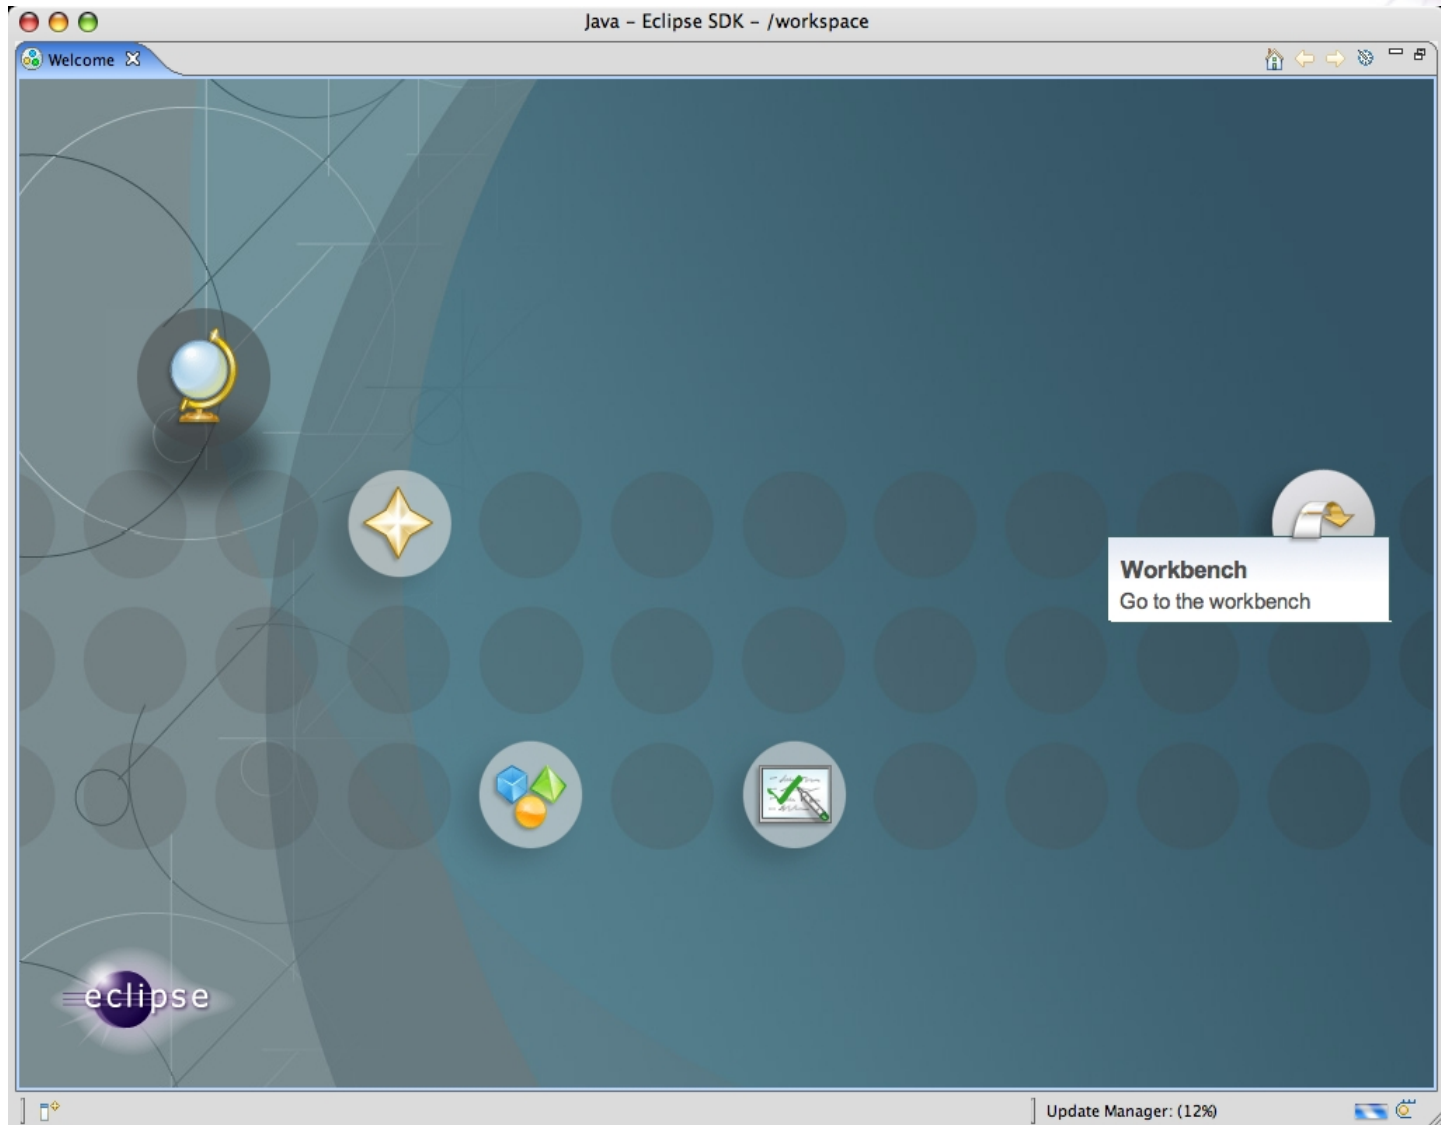 Java – Eclipse SDK – /workspace
Welcome
Workbench
Go to the workbench
eclipse
Update Manager: (12%)